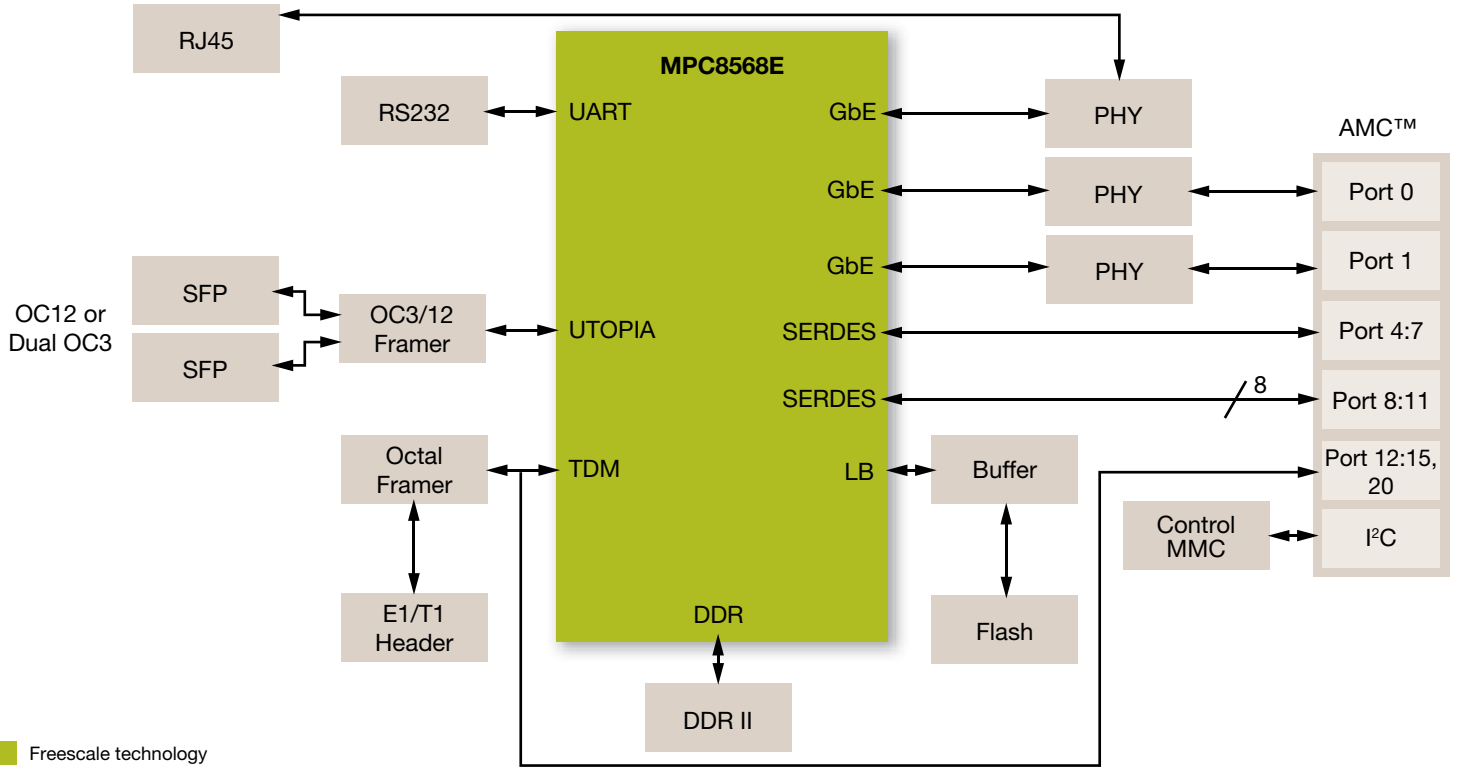 RJ45
MPC8568E
RS232
UART
GbE
PHY
AMC™
GbE
PHY
Port 0
GbE
PHY
Port 1
OC12 or
Dual OC3
SFP
SFP
OC3/12
Framer
UTOPIA
SERDES
Port 4:7
SERDES
8
Port 8:11
Octal
Framer
TDM
LB
Buffer
Port 12:15,
20
Control
MMC
I²C
E1/T1
Header
DDR
Flash
DDR II
Freescale technology